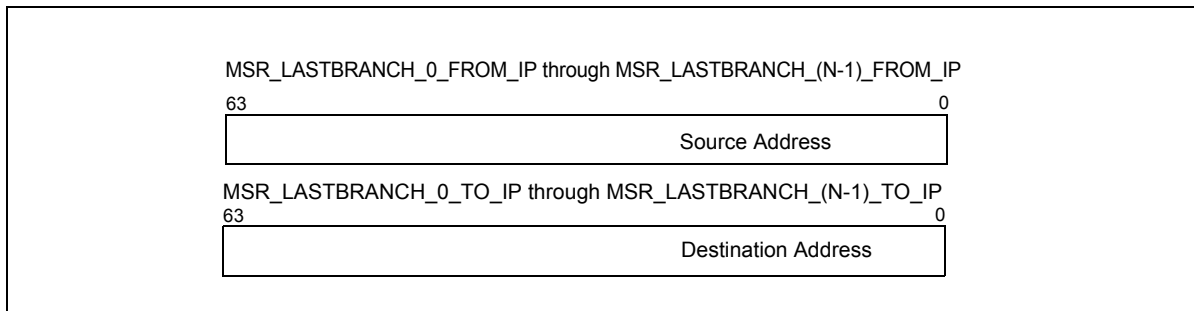 MSR_LASTBRANCH_0_FROM_IP through MSR_LASTBRANCH_(N-1)_FROM_IP
63 0
Source Address
MSR_LASTBRANCH_0_TO_IP through MSR_LASTBRANCH_(N-1)_TO_IP
63 0
Destination Address